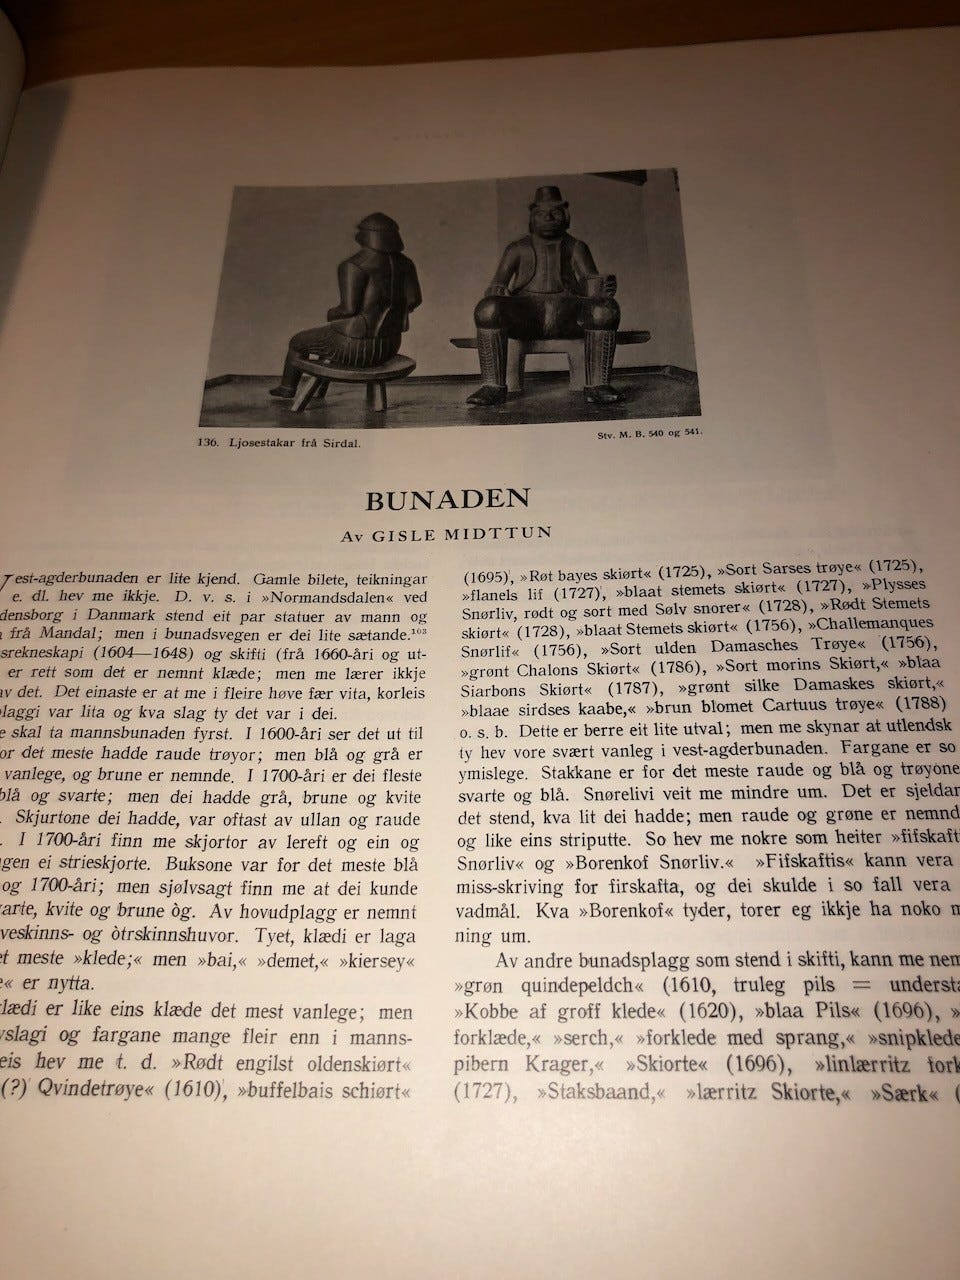 136. Ljosestakar frå Sirdal.
Stv. M. B. 540 og 541.
BUNADEN
Av GISLE MIDTTUN
Vest-agderbunaden er lite kjend. Gamle bilete, teikningar
e. dl. hev me ikkje. D. v. s. i »Normandsdalen« ved
densborg i Danmark stend eit par statuer av mann og
frå Mandal; men i bunadsvegen er dei lite sætande.¹⁰³
srekneskapi (1604—1648) og skifti (frå 1660-åri og ut-
er rett som det er nemnt klæde; men me lærer ikkje
av det. Det einaste er at me i fleire høve fær vita, korleis
laggi var lita og kva slag ty det var i dei.
e skal ta mannsbunaden fyrst. I 1600-åri ser det ut til
or det meste hadde raude trøyor; men blå og grå er
vanlege, og brune er nemnde. I 1700-åri er dei fleste
blå og svarte; men dei hadde grå, brune og kvite
. Skjurtone dei hadde, var oftast av ullan og raude
. I 1700-åri finn me skjortor av lereft og ein og
gen ei strieskjorte. Buksone var for det meste blå
og 1700-åri; men sjølvsagt finn me at dei kunde
arte, kvite og brune òg. Av hovudplagg er nemnt
veskinns- og òtrskinnshuvor. Tyet, klædi er laga
et meste »klede;« men »bai,« »demet,« »kiersey«
e« er nytta.
lædi er like eins klæde det mest vanlege; men
yslagi og fargane mange fleir enn i manns-
eis hev me t. d. »Rødt engilst oldenskiørt«
(?) Qvindetrøye« (1610), »buffelbais schiørt«
(1695), »Røt bayes skiørt« (1725), »Sort Sarses trøye« (1725),
»flanels lif (1727), »blaat stemets skiørt« (1727), »Plysses
Snørliv, rødt og sort med Sølv snorer« (1728), »Rødt Stemets
skiørt« (1728), »blaat Stemets skiørt« (1756), »Challemanques
Snørlif« (1756), »Sort ulden Damasches Trøye« (1756),
»grønt Chalons Skiørt« (1786), »Sort morins Skiørt,« »blaa
Siarbons Skiørt« (1787), »grønt silke Damaskes skiørt,«
»blaae sirdses kaabe,« »brun blomet Cartuus trøye« (1788)
o. s. b. Dette er berre eit lite utval; men me skynar at utlendsk
ty hev vore svært vanleg i vest-agderbunaden. Fargane er so
ymislege. Stakkane er for det meste raude og blå og trøyone
svarte og blå. Snørelivi veit me mindre um. Det er sjeldan
det stend, kva lit dei hadde; men raude og grøne er nemnd
og like eins striputte. So hev me nokre som heiter »fifskaft
Snørliv« og »Borenkof Snørliv.« »Fifskaftis« kann vera
miss-skriving for firskafta, og dei skulde i so fall vera
vadmål. Kva »Borenkof« tyder, torer eg ikkje ha noko m
ning um.
Av andre bunadsplagg som stend i skifti, kann me nem
»grøn quindepeldch« (1610, truleg pils = understa
»Kobbe af groff klede« (1620), »blaa Pils« (1696), »
forklæde,« »serch,« »forklede med sprang,« »snipklede
pibern Krager,« »Skiorte« (1696), »linlærritz fork
(1727), »Staksbaand,« »lærritz Skiorte,« »Særk« (